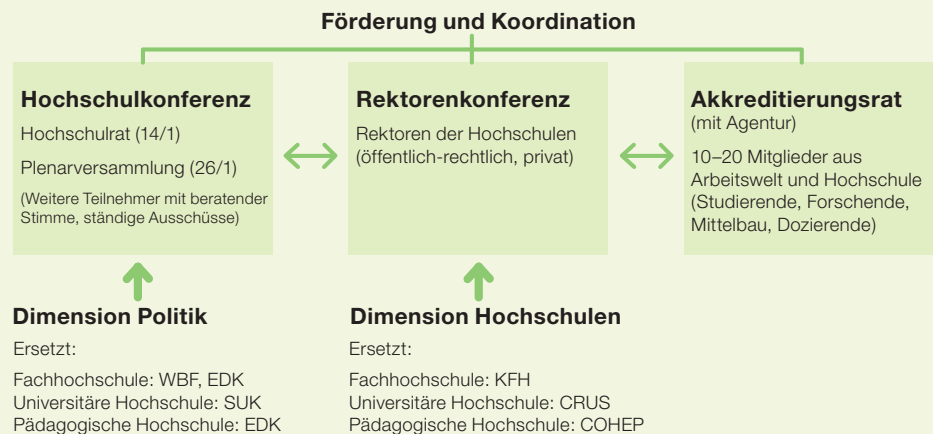 Förderung und Koordination
Hochschulkonferenz
Hochschulrat (14/1)
Plenarversammlung (26/1)
(Weitere Teilnehmer mit beratender
Stimme, ständige Ausschüsse)
Rektorenkonferenz
Rektoren der Hochschulen
(öffentlich-rechtlich, privat)
Akkreditierungsrat
(mit Agentur)
10–20 Mitglieder aus
Arbeitswelt und Hochschule
(Studierende, Forschende,
Mittelbau, Dozierende)
Dimension Politik
Ersetzt:
Fachhochschule: WBF, EDK
Universitäre Hochschule: SUK
Pädagogische Hochschule: EDK
Dimension Hochschulen
Ersetzt:
Fachhochschule: KFH
Universitäre Hochschule: CRUS
Pädagogische Hochschule: COHEP